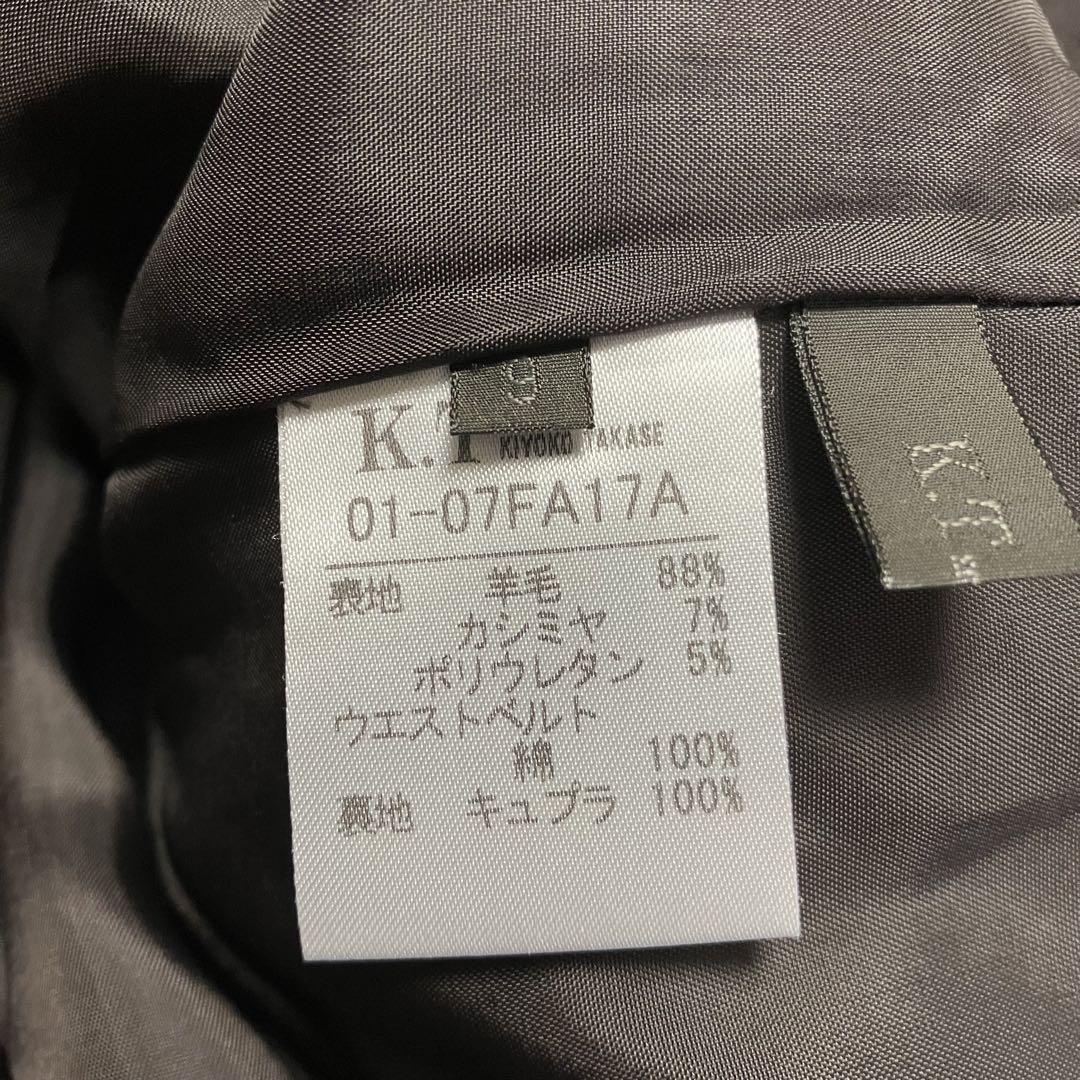 K.T KIYOKO TAKASE
01-07FA17A
表地 羊毛 88%
カシミヤ 7%
ポリウレタン 5%
ウエストベルト
綿 100%
裏地 キュプラ 100%
K.T